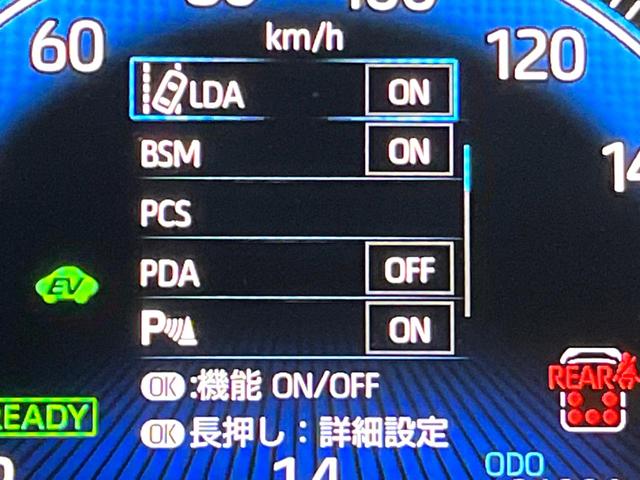 60
km/h
120
LDA ON
BSM ON
PCS
PDA OFF
EV
P ON
OK :機能 ON/OFF
REAR
READY
OK 長押し：詳細設定
14
ODO